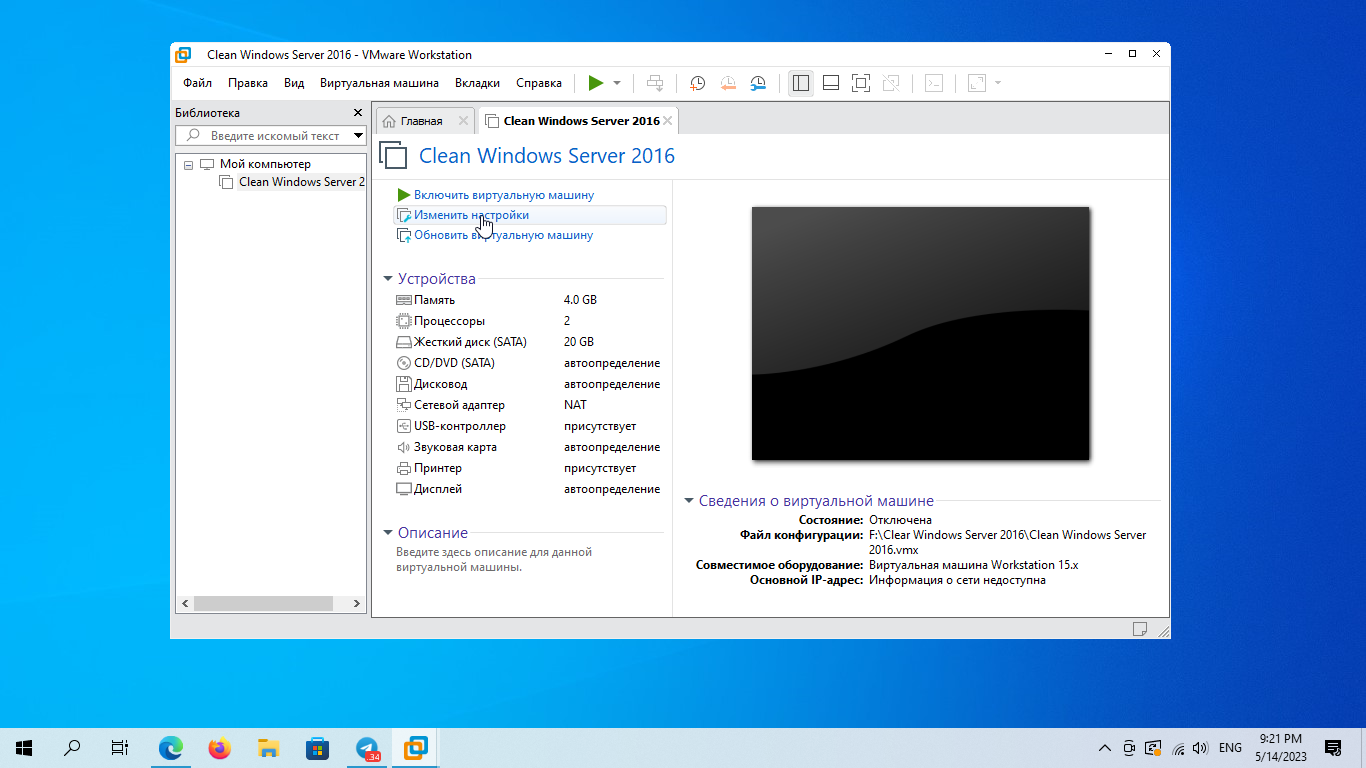 Clean Windows Server 2016 - VMware Workstation
Файл Правка Вид Виртуальная машина Вкладки Справка
Библиотека
Введите искомый текст
Мой компьютер
Clean Windows Server 2
Главная
Clean Windows Server 2016
Clean Windows Server 2016
Включить виртуальную машину
Изменить настройки
Обновить виртуальную машину
Устройства
Память 4.0 GB
Процессоры 2
Жесткий диск (SATA) 20 GB
CD/DVD (SATA) автоопределение
Дисковод автоопределение
Сетевой адаптер NAT
USB-контроллер присутствует
Звуковая карта автоопределение
Принтер присутствует
Дисплей автоопределение
Описание
Введите здесь описание для данной
виртуальной машины.
Сведения о виртуальной машине
Состояние: Отключена
Файл конфигурации: F:\Clear Windows Server 2016\Clean Windows Server
2016.vmx
Совместимое оборудование: Виртуальная машина Workstation 15.x
Основной IP-адрес: Информация о сети недоступна
.34
ENG
9:21 PM
5/14/2023